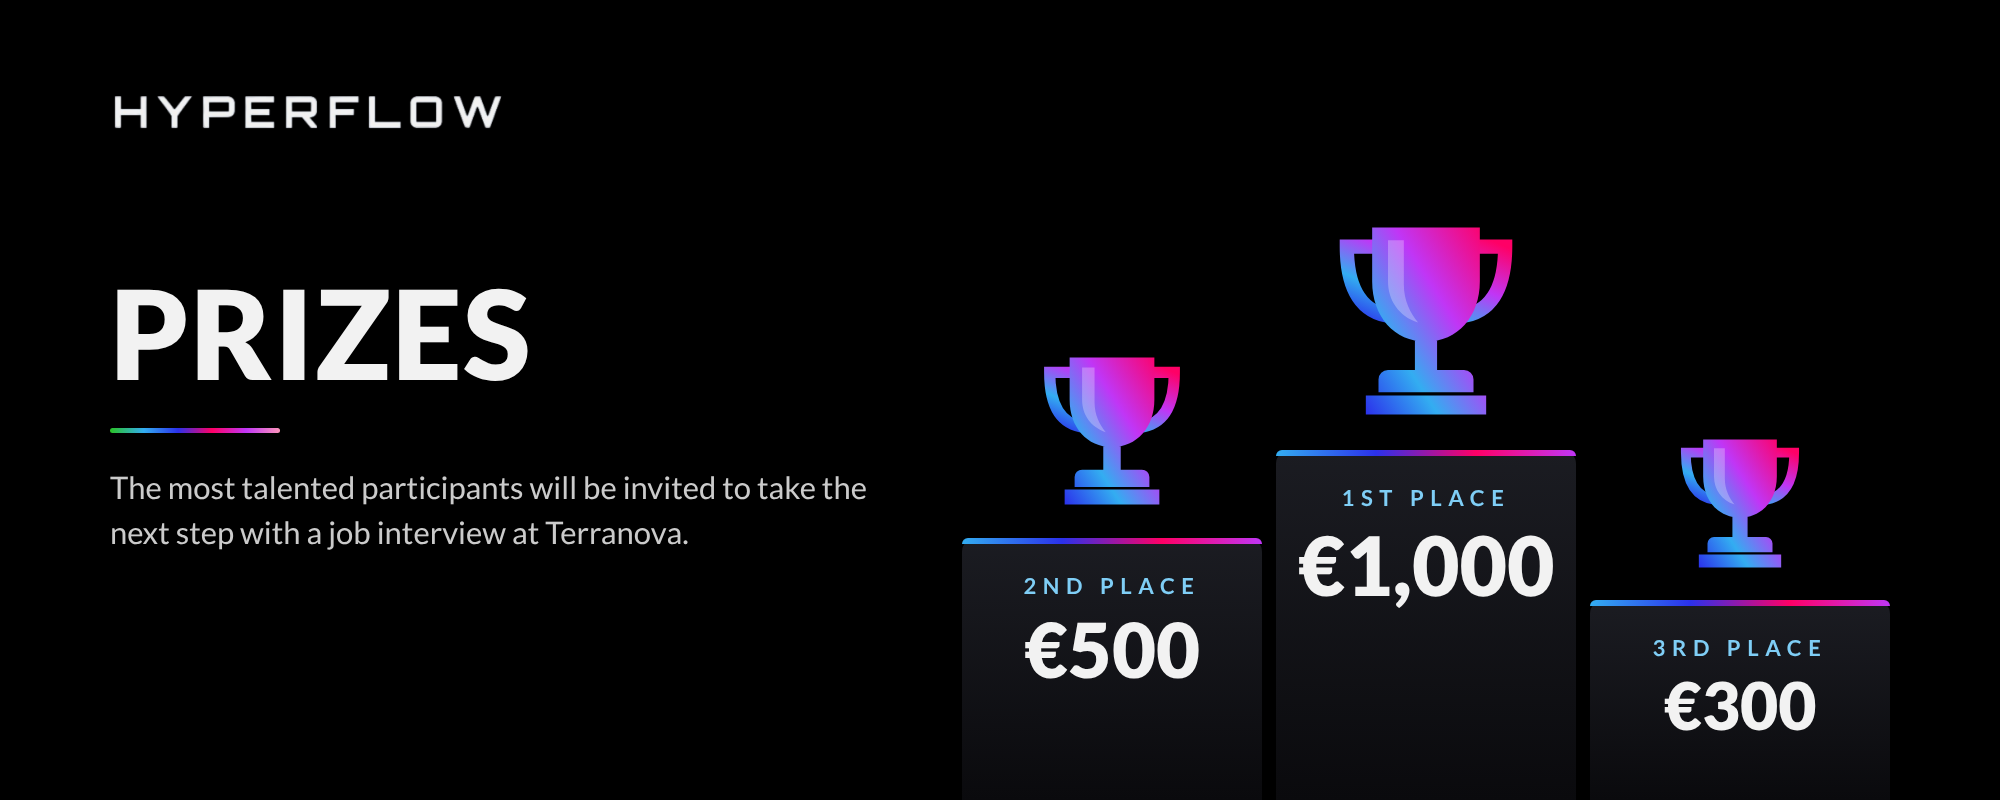 HYPERFLOW
PRIZES
The most talented participants will be invited to take the
next step with a job interview at Terranova.
2ND PLACE
€500
1ST PLACE
€1,000
3RD PLACE
€300